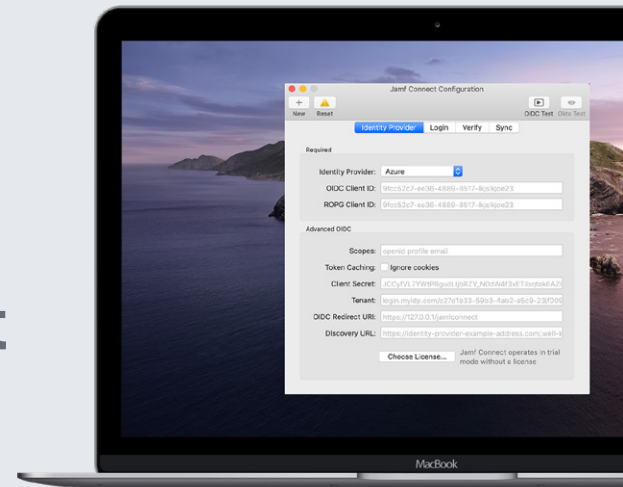 Jamf Connect Configuration
New Reset OIDC Test Okta Test
Identity Provider Login Verify Sync
Required
Identity Provider: Azure
OIDC Client ID:
ROPG Client ID:
Advanced OIDC
Scopes: openid profile email
Token Caching: Ignore cookies
Client Secret:
Tenant:
OIDC Redirect URI: https://127.0.0.1/jamfconnect
Discovery URL:
Choose License... Jamf Connect operates in trial
mode without a license
MacBook